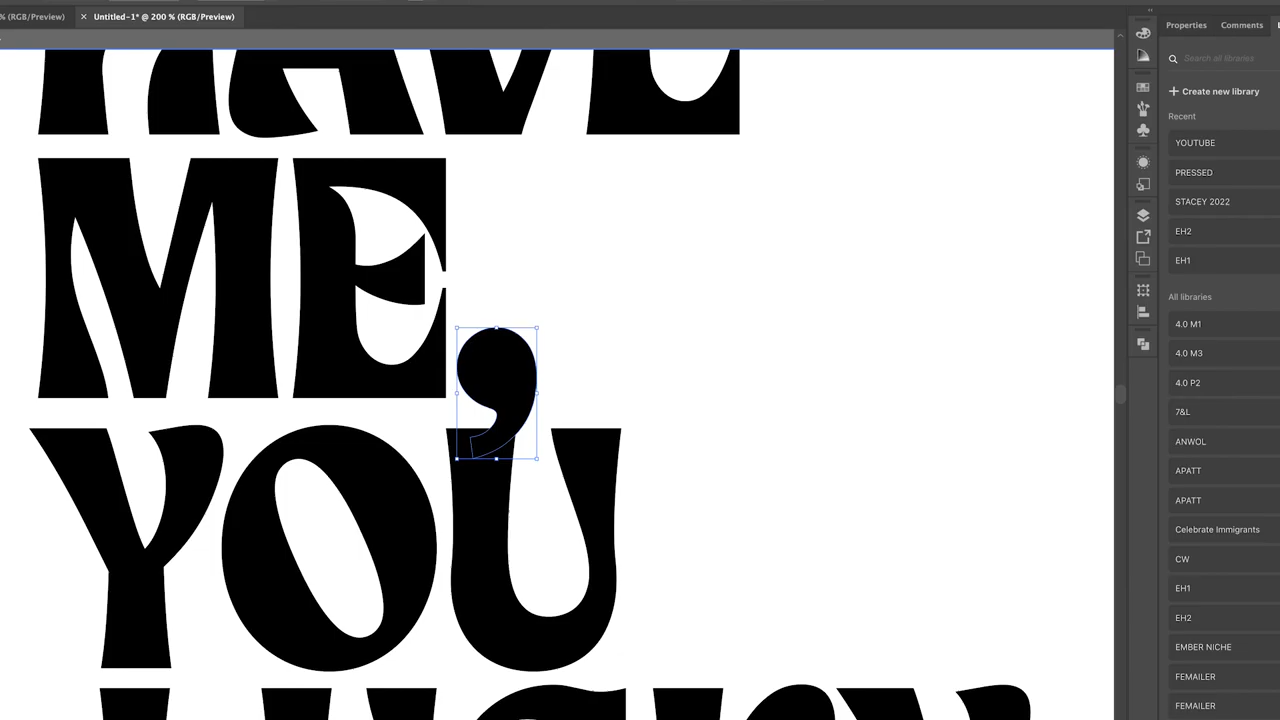 % (RGB/Preview)
× Untitled-1* @ 200 % (RGB/Preview)
Properties Comments
Search all libraries
+ Create new library
Recent
YOUTUBE
PRESSED
STACEY 2022
EH2
EH1
All libraries
4.0 M1
4.0 M3
4.0 P2
7&L
ANWOL
APATT
APATT
Celebrate Immigrants
CW
EH1
EH2
EMBER NICHE
FEMAILER
FEMAILER
HAVE
ME,
YOU